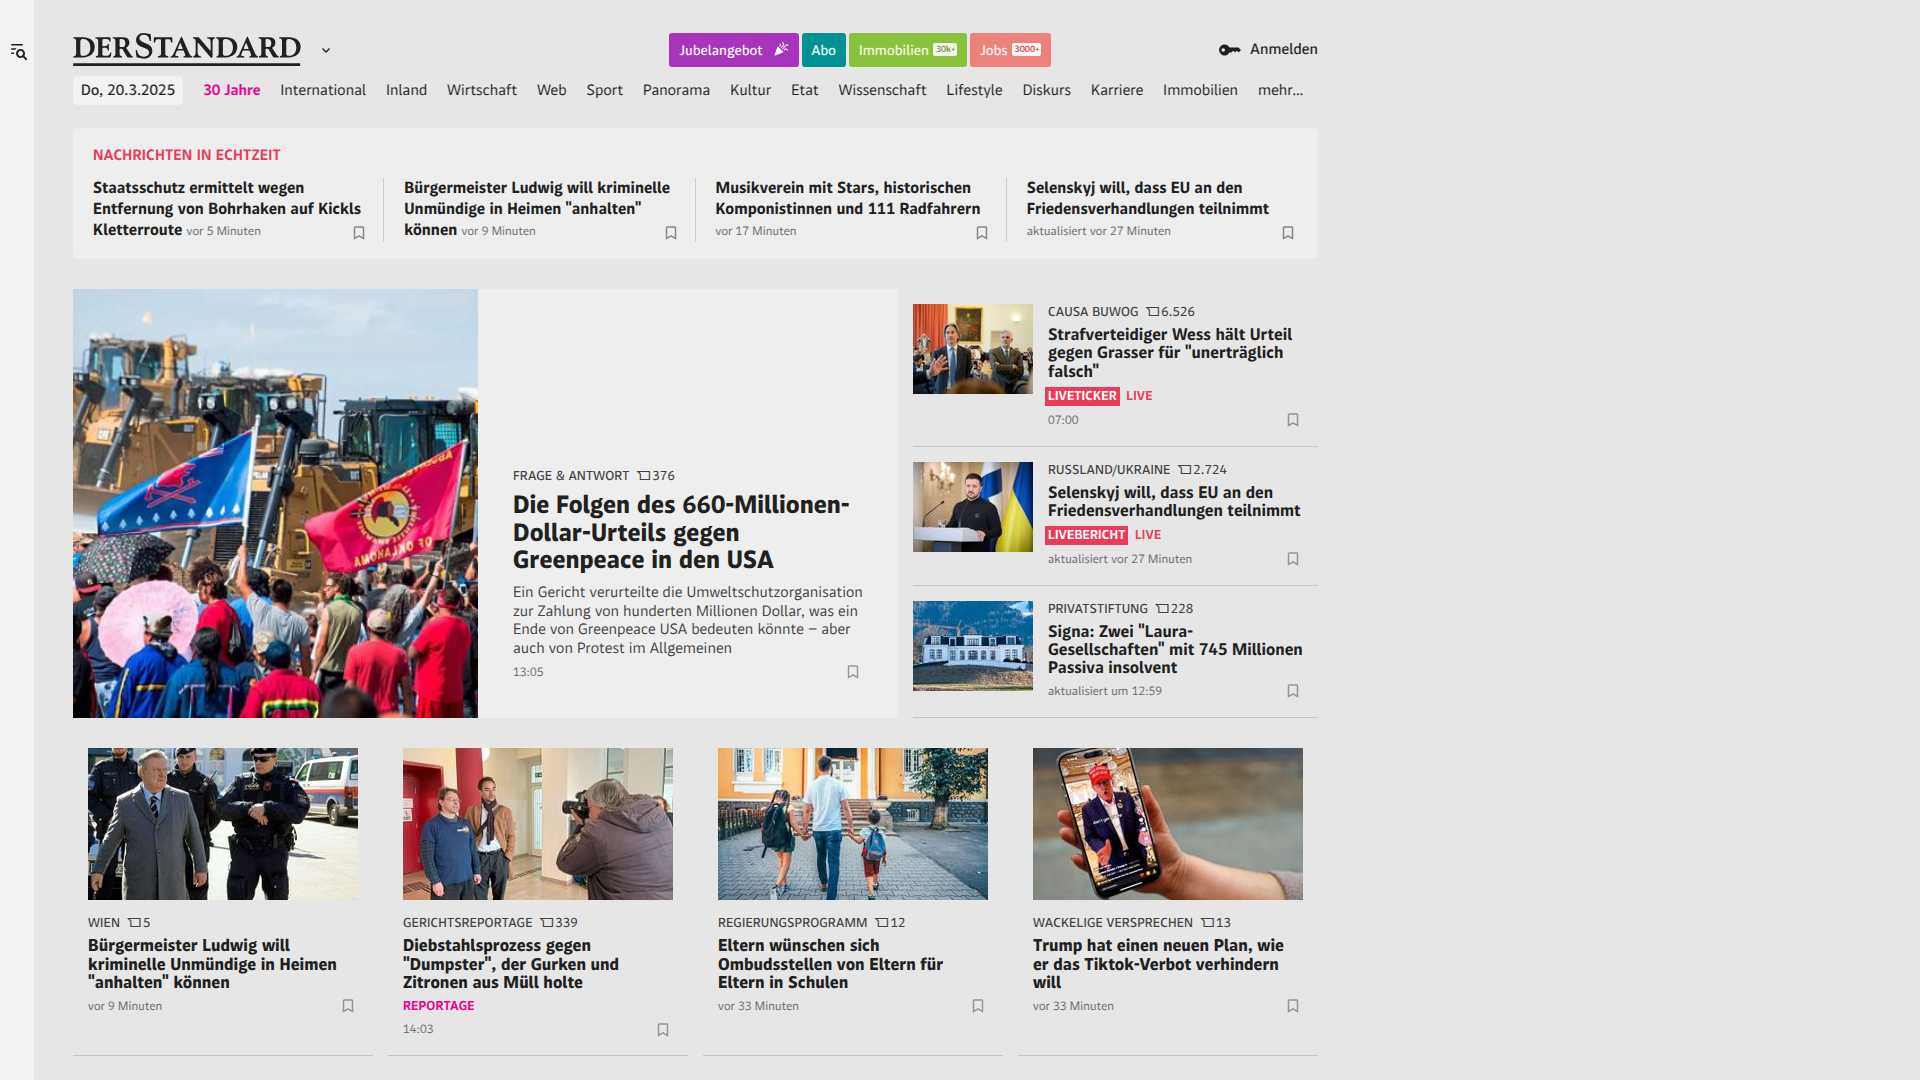 DERSTANDARD
Jubelangebot
Abo
Immobilien 30k+
Jobs 3000+
Anmelden
Do, 20.3.2025
30 Jahre
International
Inland
Wirtschaft
Web
Sport
Panorama
Kultur
Etat
Wissenschaft
Lifestyle
Diskurs
Karriere
Immobilien
mehr...
NACHRICHTEN IN ECHTZEIT
Staatsschutz ermittelt wegen
Entfernung von Bohrhaken auf Kickls
Kletterroute vor 5 Minuten
Bürgermeister Ludwig will kriminelle
Unmündige in Heimen "anhalten"
können vor 9 Minuten
Musikverein mit Stars, historischen
Komponistinnen und 111 Radfahrern
vor 17 Minuten
Selenskyj will, dass EU an den
Friedensverhandlungen teilnimmt
aktualisiert vor 27 Minuten
FRAGE & ANTWORT 376
Die Folgen des 660-Millionen-
Dollar-Urteils gegen
Greenpeace in den USA
Ein Gericht verurteilte die Umweltschutzorganisation
zur Zahlung von hunderten Millionen Dollar, was ein
Ende von Greenpeace USA bedeuten könnte – aber
auch von Protest im Allgemeinen
13:05
CAUSA BUWOG 6.526
Strafverteidiger Wess hält Urteil
gegen Grasser für "unerträglich
falsch"
LIVETICKER LIVE
07:00
RUSSLAND/UKRAINE 2.724
Selenskyj will, dass EU an den
Friedensverhandlungen teilnimmt
LIVEBERICHT LIVE
aktualisiert vor 27 Minuten
PRIVATSTIFTUNG 228
Signa: Zwei "Laura-
Gesellschaften" mit 745 Millionen
Passiva insolvent
aktualisiert um 12:59
WIEN 5
Bürgermeister Ludwig will
kriminelle Unmündige in Heimen
"anhalten" können
vor 9 Minuten
GERICHTSREPORTAGE 339
Diebstahlsprozess gegen
"Dumpster", der Gurken und
Zitronen aus Müll holte
REPORTAGE
14:03
REGIERUNGSPROGRAMM 12
Eltern wünschen sich
Ombudsstellen von Eltern für
Eltern in Schulen
vor 33 Minuten
WACKELIGE VERSPRECHEN 13
Trump hat einen neuen Plan, wie
er das Tiktok-Verbot verhindern
will
vor 33 Minuten